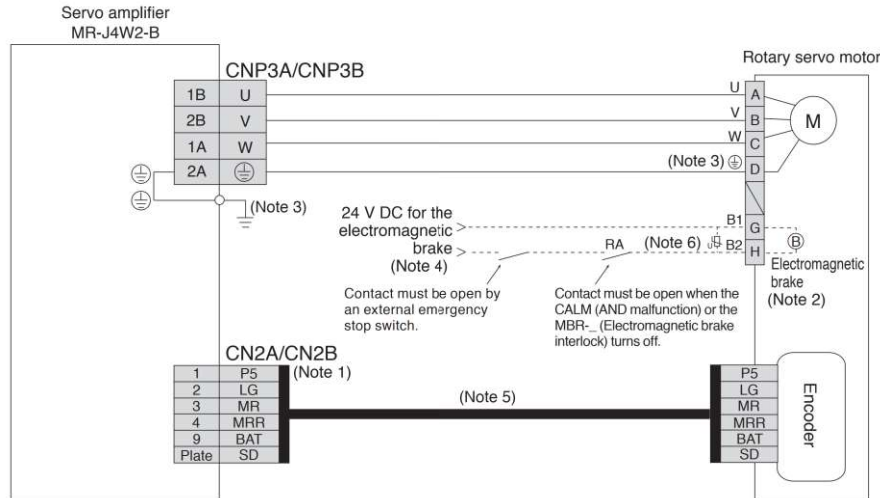 Servo amplifier
MR-J4W2-B
Rotary servo motor
CNP3A/CNP3B
1B U
2B V
1A W
2A
(Note 3)
U A
V B
W C
(Note 3) D
M
24 V DC for the
electromagnetic
brake
(Note 4)
B1 G
RA (Note 6) B2 H
B
Electromagnetic
brake
(Note 2)
Contact must be open by
an external emergency
stop switch.
Contact must be open when the
CALM (AND malfunction) or the
MBR-_ (Electromagnetic brake
interlock) turns off.
CN2A/CN2B
(Note 1)
1 P5
2 LG
3 MR
4 MRR
9 BAT
Plate SD
(Note 5)
P5
LG
MR
MRR
BAT
SD
Encoder